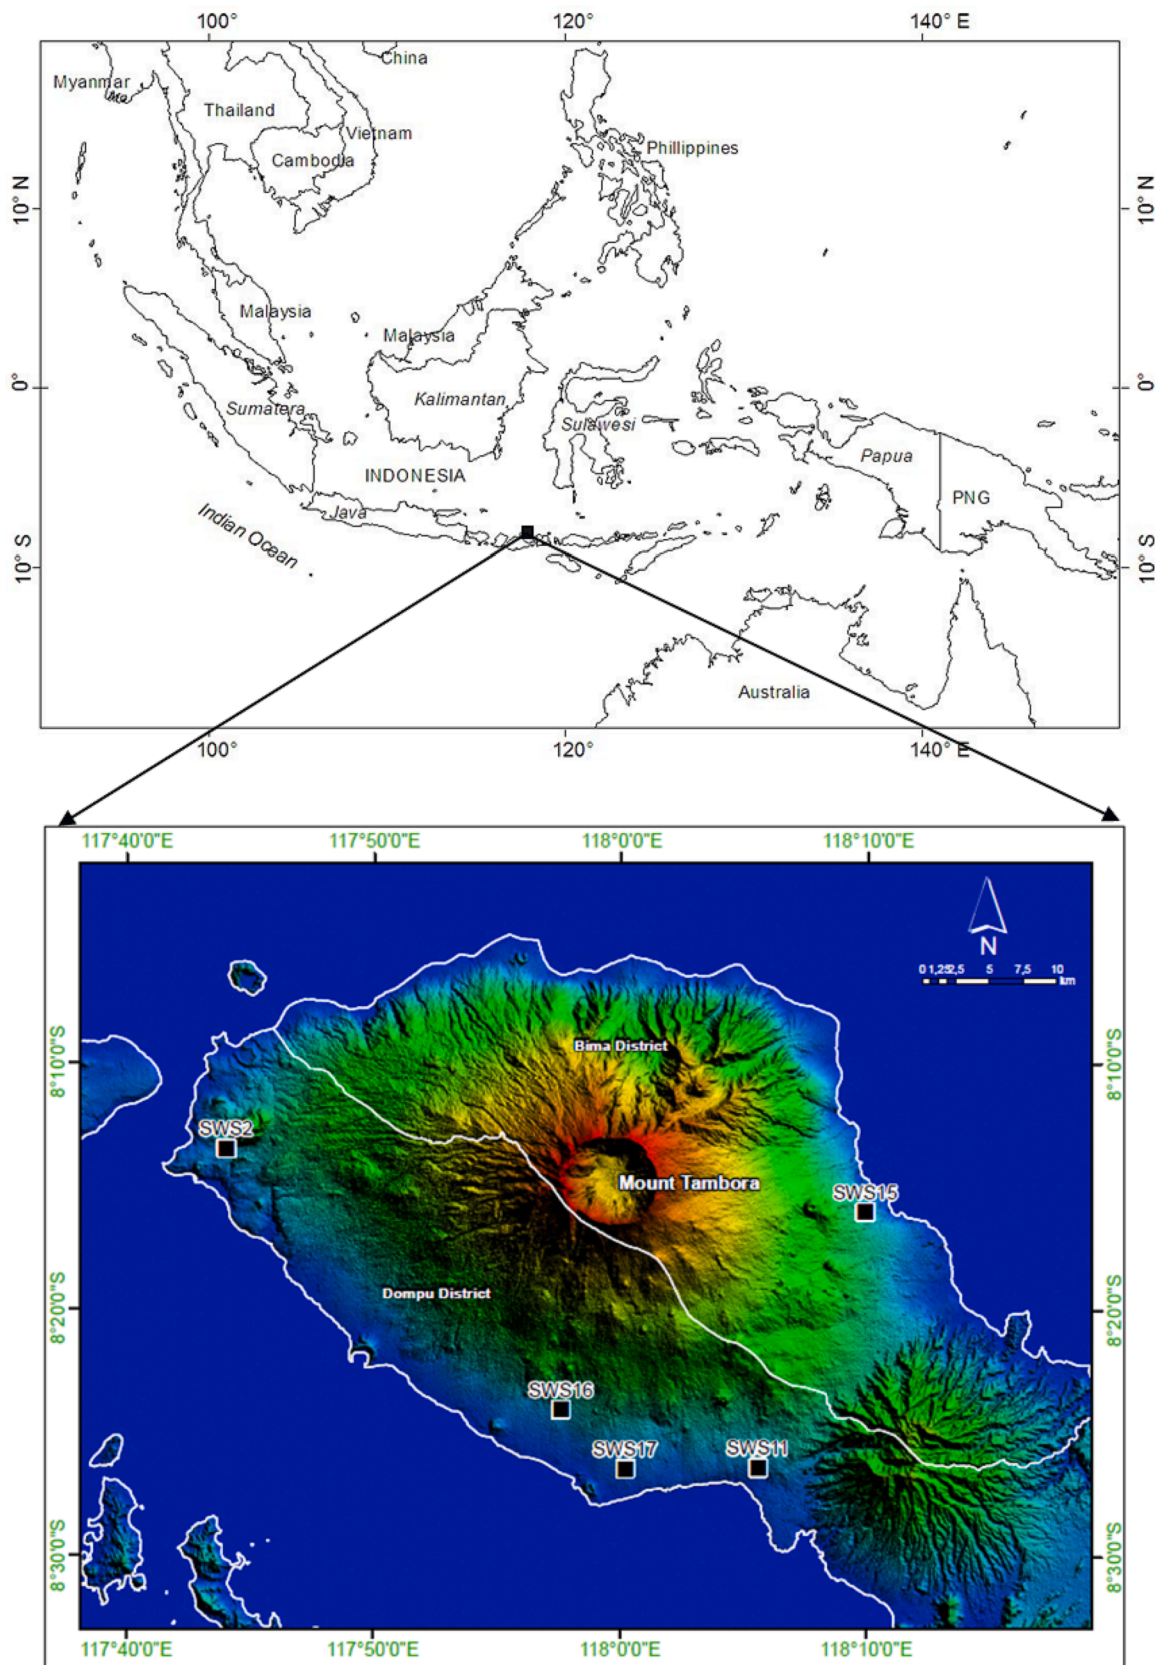 100° 120° 140° E
China
Myanmar
Thailand
Vietnam
Cambodia
Phillippines
10° N 10° N
Malaysia
Malaysia
0° 0°
Sumatera Kalimantan Sulawesi
Papua
INDONESIA
PNG
Java
Indian Ocean
10° S 10° S
Australia
100° 120° 140° E
117°40'0"E 117°50'0"E 118°0'0"E 118°10'0"E
N
0 1,25 2,5 5 7,5 10
km
Bima District
8°10'0"S 8°10'0"S
SWS2
Mount Tambora
SWS15
Dompu District
8°20'0"S 8°20'0"S
SWS16
SWS17 SWS11
8°30'0"S 8°30'0"S
117°40'0"E 117°50'0"E 118°0'0"E 118°10'0"E